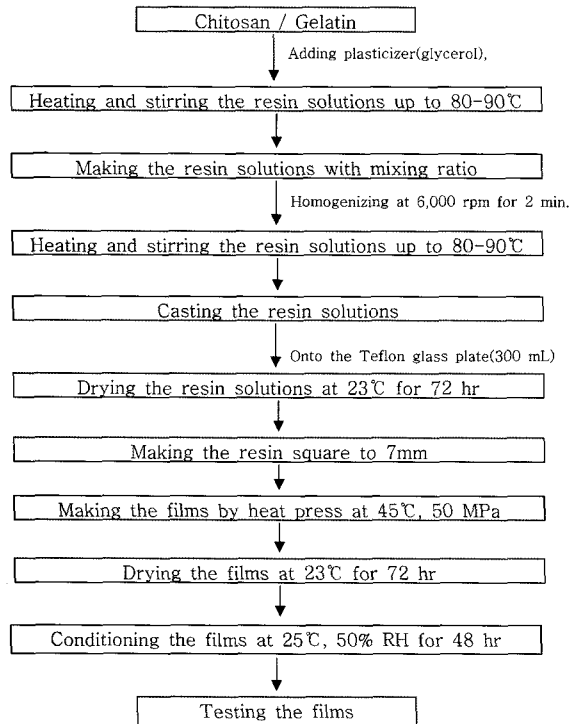 Chitosan / Gelatin
Adding plasticizer(glycerol),
Heating and stirring the resin solutions up to 80-90℃
Making the resin solutions with mixing ratio
Homogenizing at 6,000 rpm for 2 min.
Heating and stirring the resin solutions up to 80-90℃
Casting the resin solutions
Onto the Teflon glass plate(300 mL)
Drying the resin solutions at 23℃ for 72 hr
Making the resin square to 7mm
Making the films by heat press at 45℃, 50 MPa
Drying the films at 23℃ for 72 hr
Conditioning the films at 25℃, 50% RH for 48 hr
Testing the films